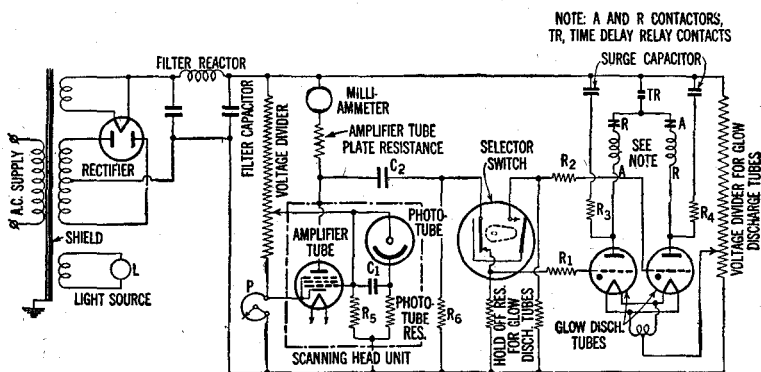 NOTE: A AND R CONTACTORS,
TR, TIME DELAY RELAY CONTACTS
SURGE CAPACITOR
FILTER REACTOR
MILLI-
AMMETER
TR
R
A
SEE
NOTE
A
R
AMPLIFIER TUBE
PLATE RESISTANCE
SELECTOR
SWITCH
C2
R2
RECTIFIER
FILTER CAPACITOR
VOLTAGE DIVIDER
A.C. SUPPLY
SHIELD
L
LIGHT SOURCE
AMPLIFIER
TUBE
PHOTO-
TUBE
C1
P
R5
PHOTO-
TUBE
RES.
SCANNING HEAD UNIT
R6
HOLD OFF RES.
FOR GLOW
DISCH. TUBES
R1
R3
R4
GLOW DISCH.
TUBES
VOLTAGE DIVIDER FOR GLOW
DISCHARGE TUBES